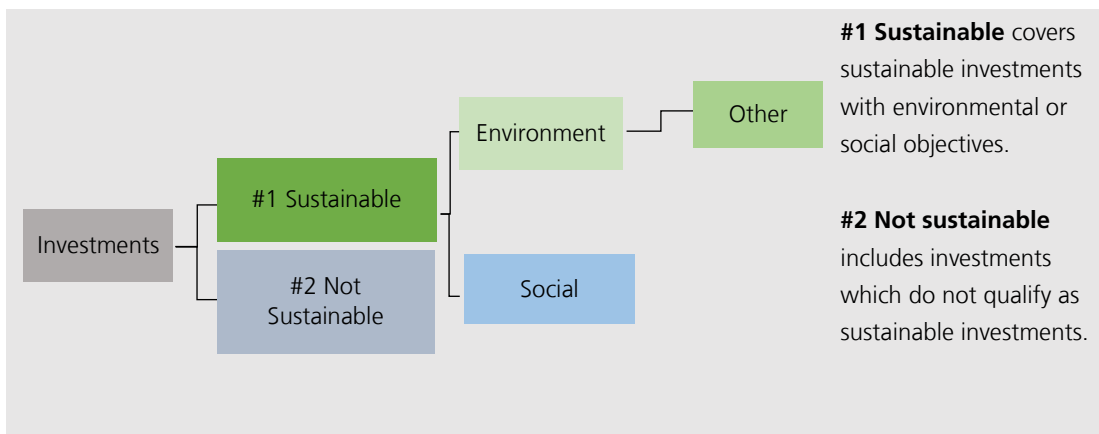 Investments
#1 Sustainable
#2 Not
Sustainable
Environment
Social
Other
#1 Sustainable covers
sustainable investments
with environmental or
social objectives.
#2 Not sustainable
includes investments
which do not qualify as
sustainable investments.